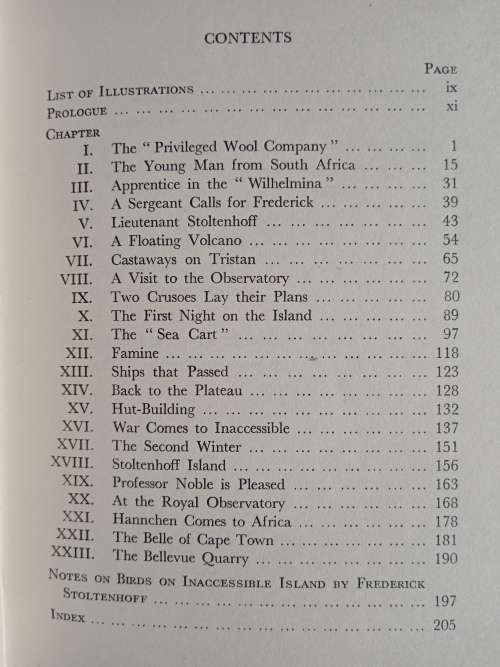 CONTENTS
PAGE
LIST OF ILLUSTRATIONS ... ... ... ... ... ... ... ... ... ... ... ix
PROLOGUE ... ... ... ... ... ... ... ... ... ... ... ... ... ... xi
CHAPTER
I. The " Privileged Wool Company " ... ... ... ... 1
II. The Young Man from South Africa ... ... ... 15
III. Apprentice in the " Wilhelmina " ... ... ... ... 31
IV. A Sergeant Calls for Frederick ... ... ... ... ... 39
V. Lieutenant Stoltenhoff ... ... ... ... ... ... ... 43
VI. A Floating Volcano ... ... ... ... ... ... ... ... 54
VII. Castaways on Tristan ... ... ... ... ... ... ... 65
VIII. A Visit to the Observatory ... ... ... ... ... ... 72
IX. Two Crusoes Lay their Plans ... ... ... ... ... 80
X. The First Night on the Island ... ... ... ... ... 89
XI. The " Sea Cart " ... ... ... ... ... ... ... ... 97
XII. Famine ... ... ... ... ... ... ... ... ... ... ... 118
XIII. Ships that Passed ... ... ... ... ... ... ... ... 123
XIV. Back to the Plateau ... ... ... ... ... ... ... ... 128
XV. Hut-Building ... ... ... ... ... ... ... ... ... 132
XVI. War Comes to Inaccessible ... ... ... ... ... ... 137
XVII. The Second Winter ... ... ... ... ... ... ... ... 151
XVIII. Stoltenhoff Island ... ... ... ... ... ... ... ... 156
XIX. Professor Noble is Pleased ... ... ... ... ... ... 163
XX. At the Royal Observatory ... ... ... ... ... ... 168
XXI. Hannchen Comes to Africa ... ... ... ... ... ... 178
XXII. The Belle of Cape Town ... ... ... ... ... ... 181
XXIII. The Bellevue Quarry ... ... ... ... ... ... ... 190
NOTES ON BIRDS ON INACCESSIBLE ISLAND BY FREDERICK
STOLTENHOFF ... ... ... ... ... ... ... ... ... ... ... ... 197
INDEX ... ... ... ... ... ... ... ... ... ... ... ... ... ... 205